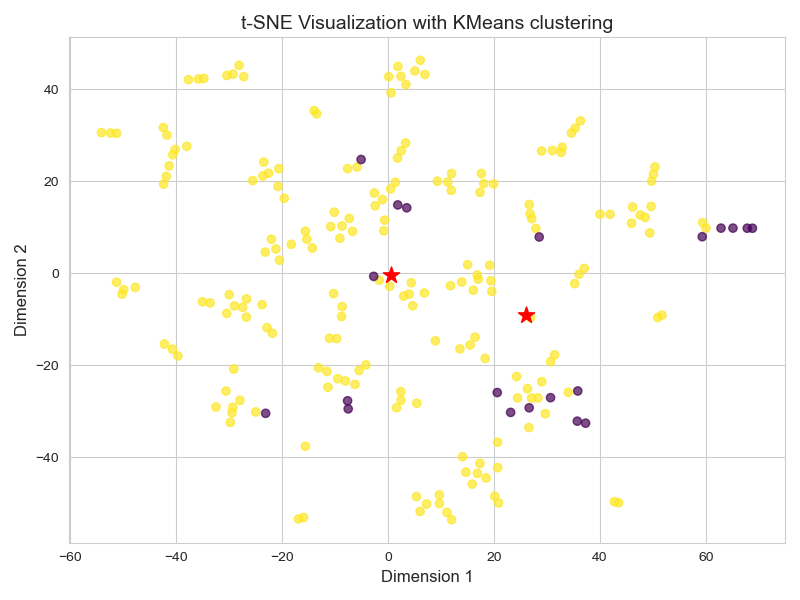 t-SNE Visualization with KMeans clustering
Dimension 2
40
20
0
−20
−40
−60 −40 −20 0 20 40 60
Dimension 1